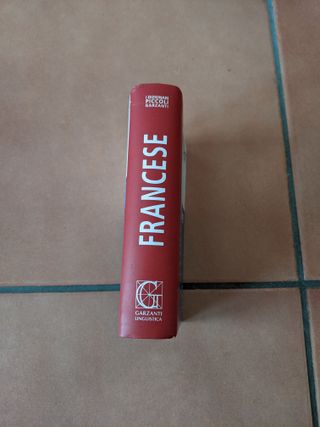 I DIZIONARI
PICCOLI
GARZANTI
FRANCESE
G
GARZANTI
LINGUISTICA